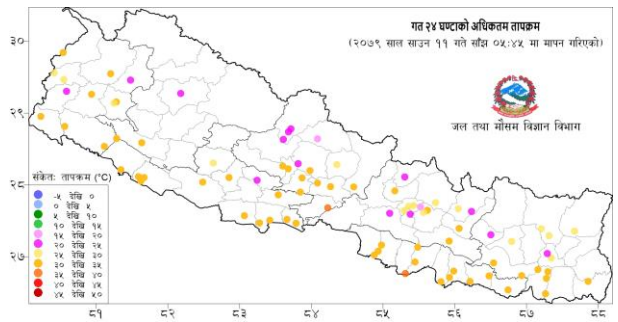 गत २४ घण्टाको अधिकतम तापक्रम
(२०७९ साल साउन ११ गते साँझ ०५:४५ मा मापन गरिएको)
जल तथा मौसम विज्ञान विभाग
३०
२९
२८
२७
संकेतः तापक्रम (°C)
-५ देखि ०
० देखि ५
५ देखि १०
१० देखि १५
१५ देखि २०
२० देखि २५
२५ देखि ३०
३० देखि ३५
३५ देखि ४०
४० देखि ४५
४५ देखि ५०
८१ ८२ ८३ ८४ ८५ ८६ ८७ ८८